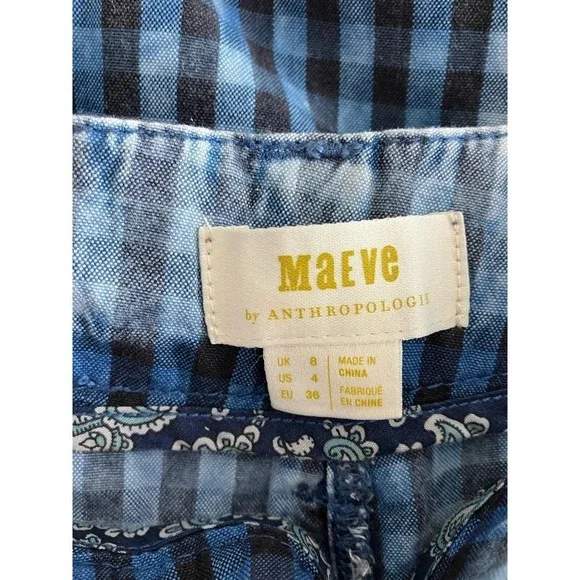 MaEVe
by ANTHROPOLOGIE
UK 8 MADE IN
US 4 CHINA
EU 36 FABRIQUÉ
EN CHINE